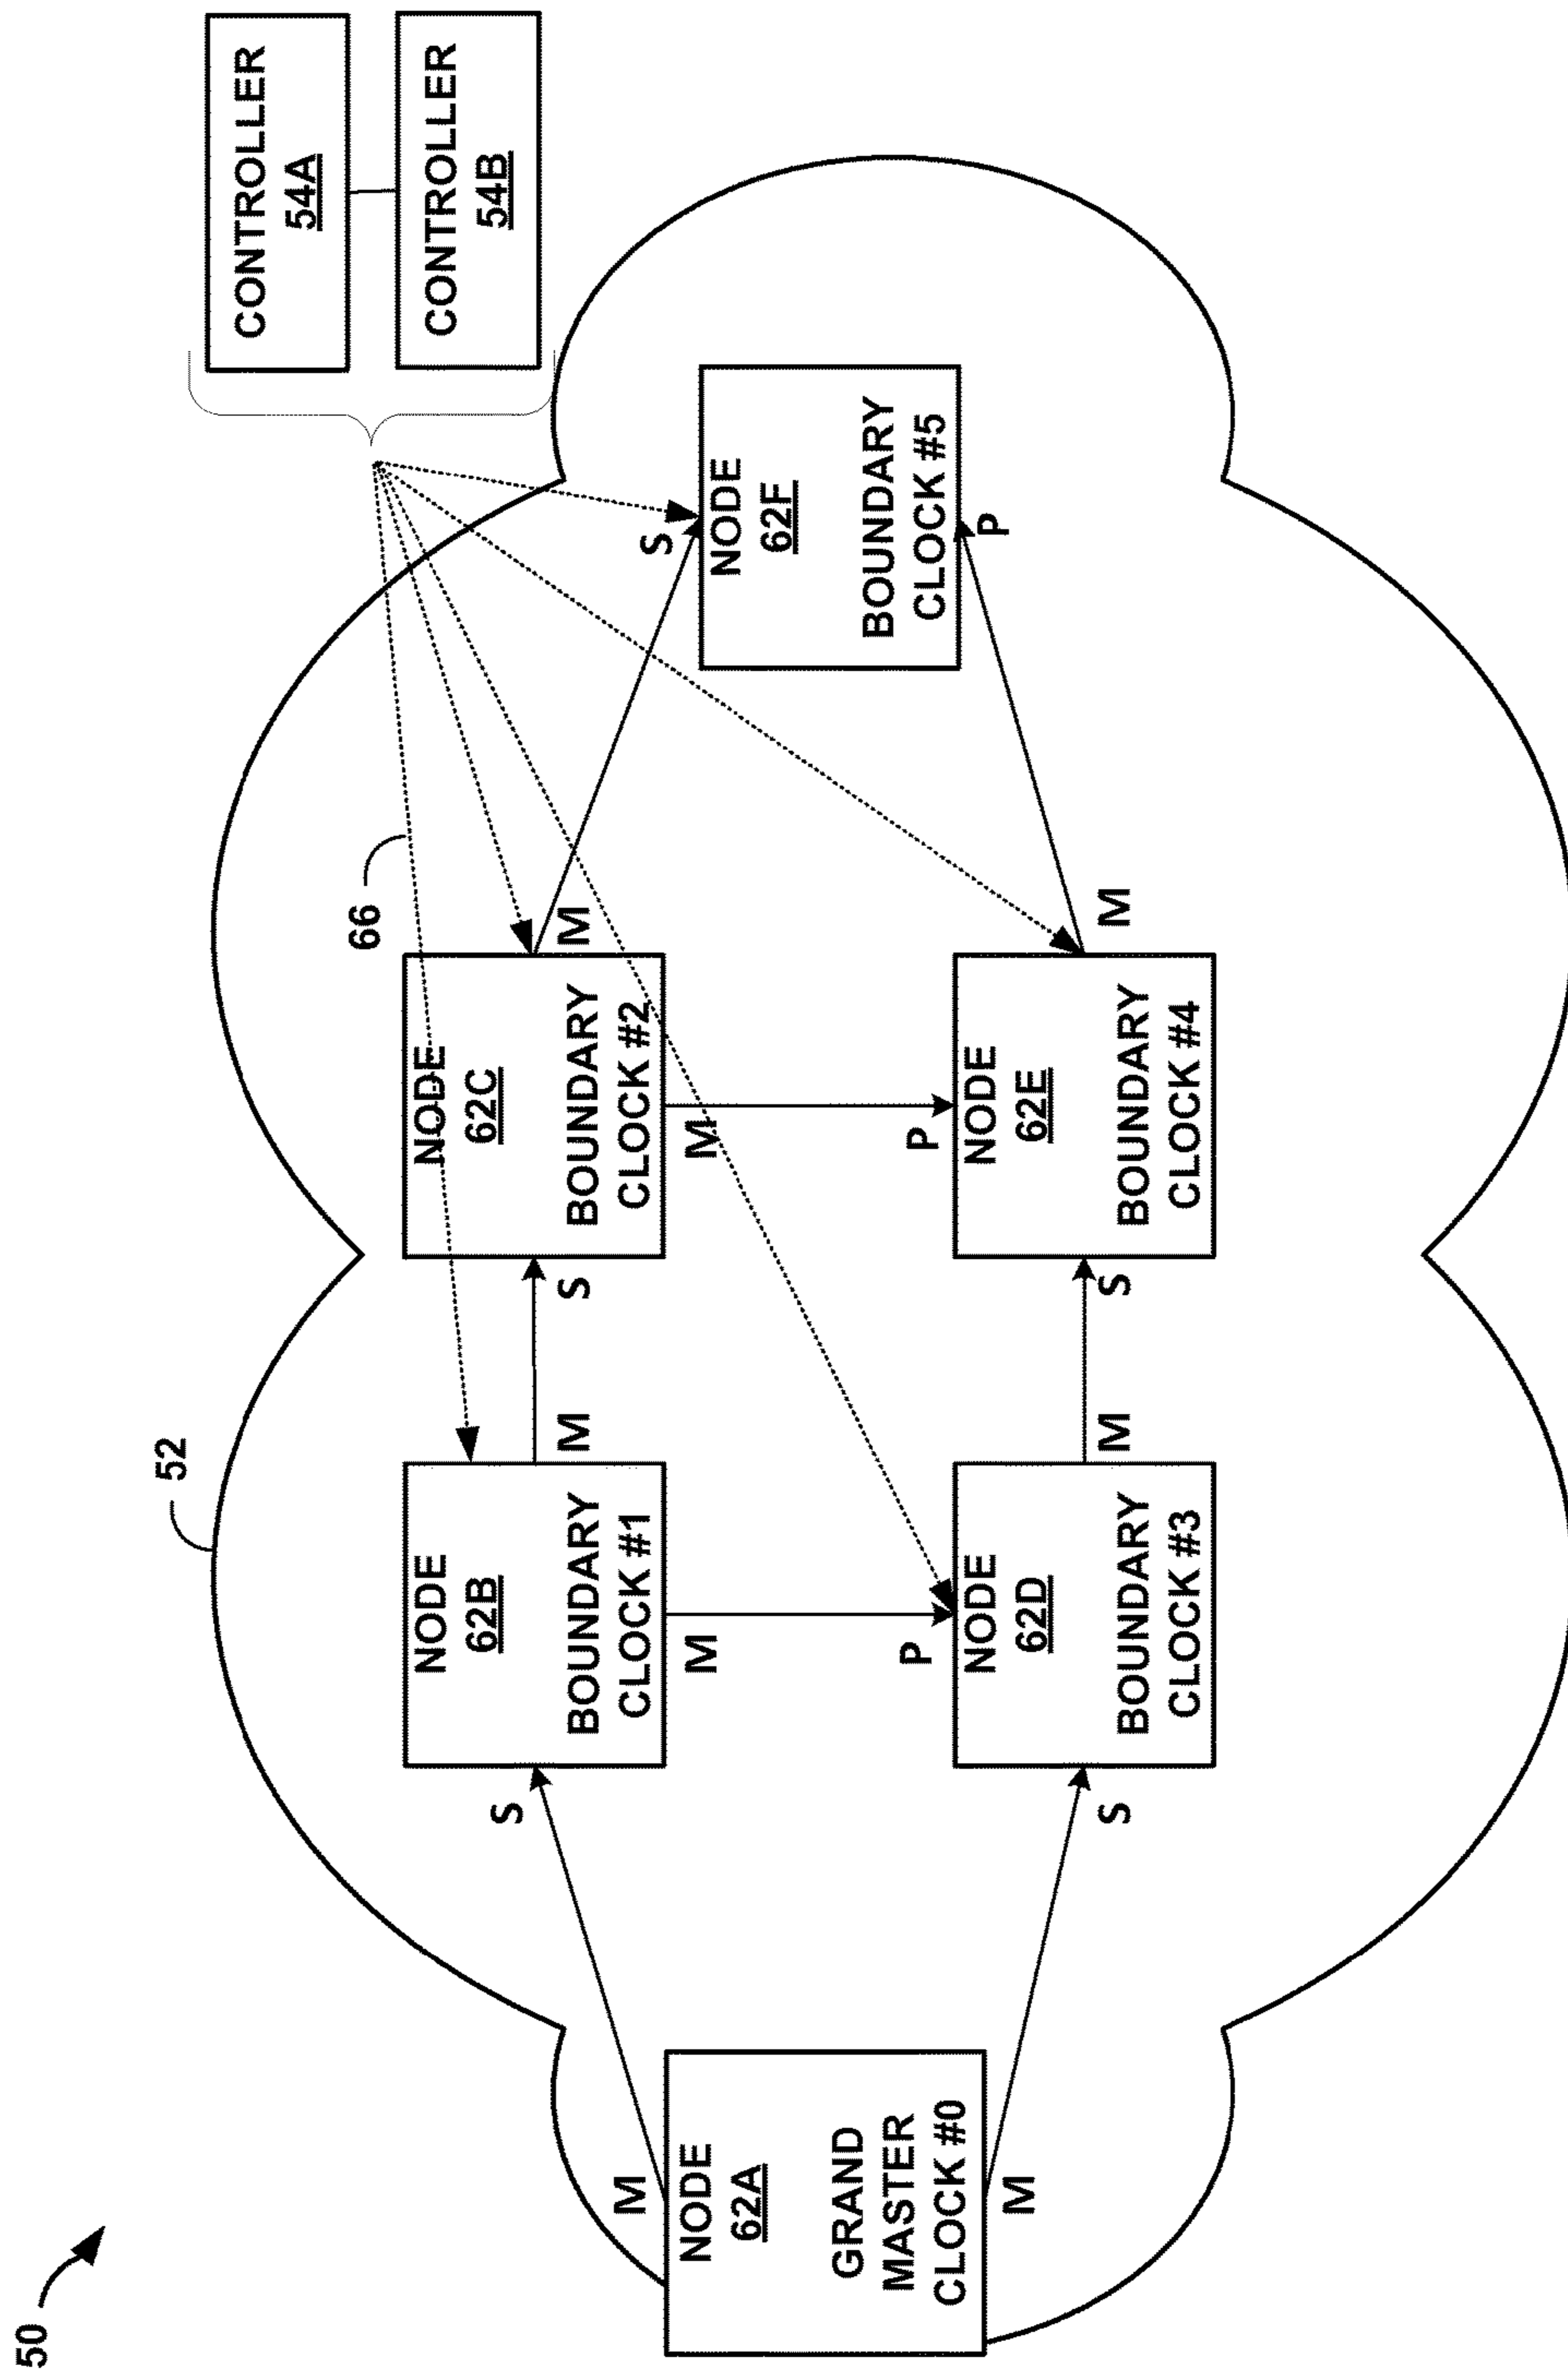 50
52
CONTROLLER
54A
CONTROLLER
54B
66
NODE
62A
GRAND
MASTER
CLOCK #0
M
M
S
NODE
62B
BOUNDARY
CLOCK #1
M
M
S
NODE
62C
BOUNDARY
CLOCK #2
M
M
S
NODE
62F
BOUNDARY
CLOCK #5
P
S
P
NODE
62D
BOUNDARY
CLOCK #3
M
S
P
NODE
62E
BOUNDARY
CLOCK #4
M